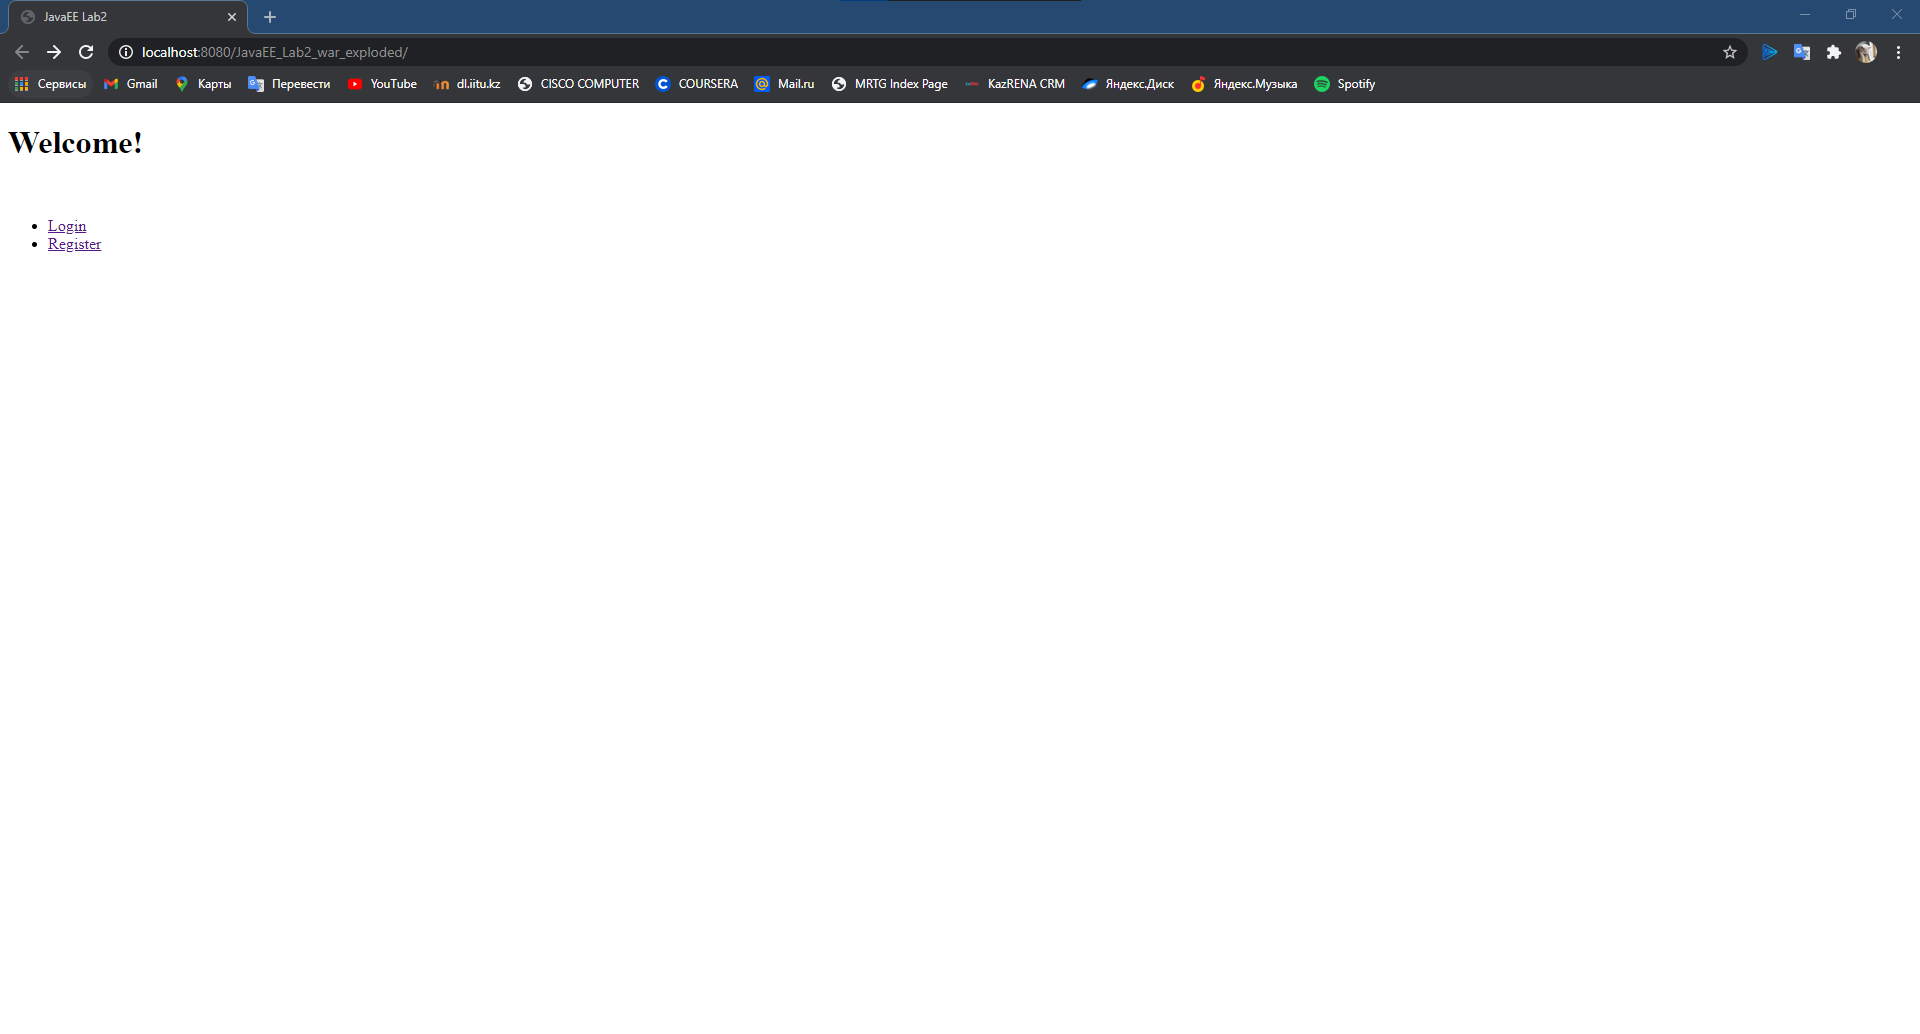 JavaEE Lab2
localhost:8080/JavaEE_Lab2_war_exploded/
Сервисы Gmail Карты Перевести YouTube dl.iitu.kz CISCO COMPUTER COURSERA Mail.ru MRTG Index Page KazRENA CRM Яндекс.Диск Яндекс.Музыка Spotify
Welcome!
Login
Register